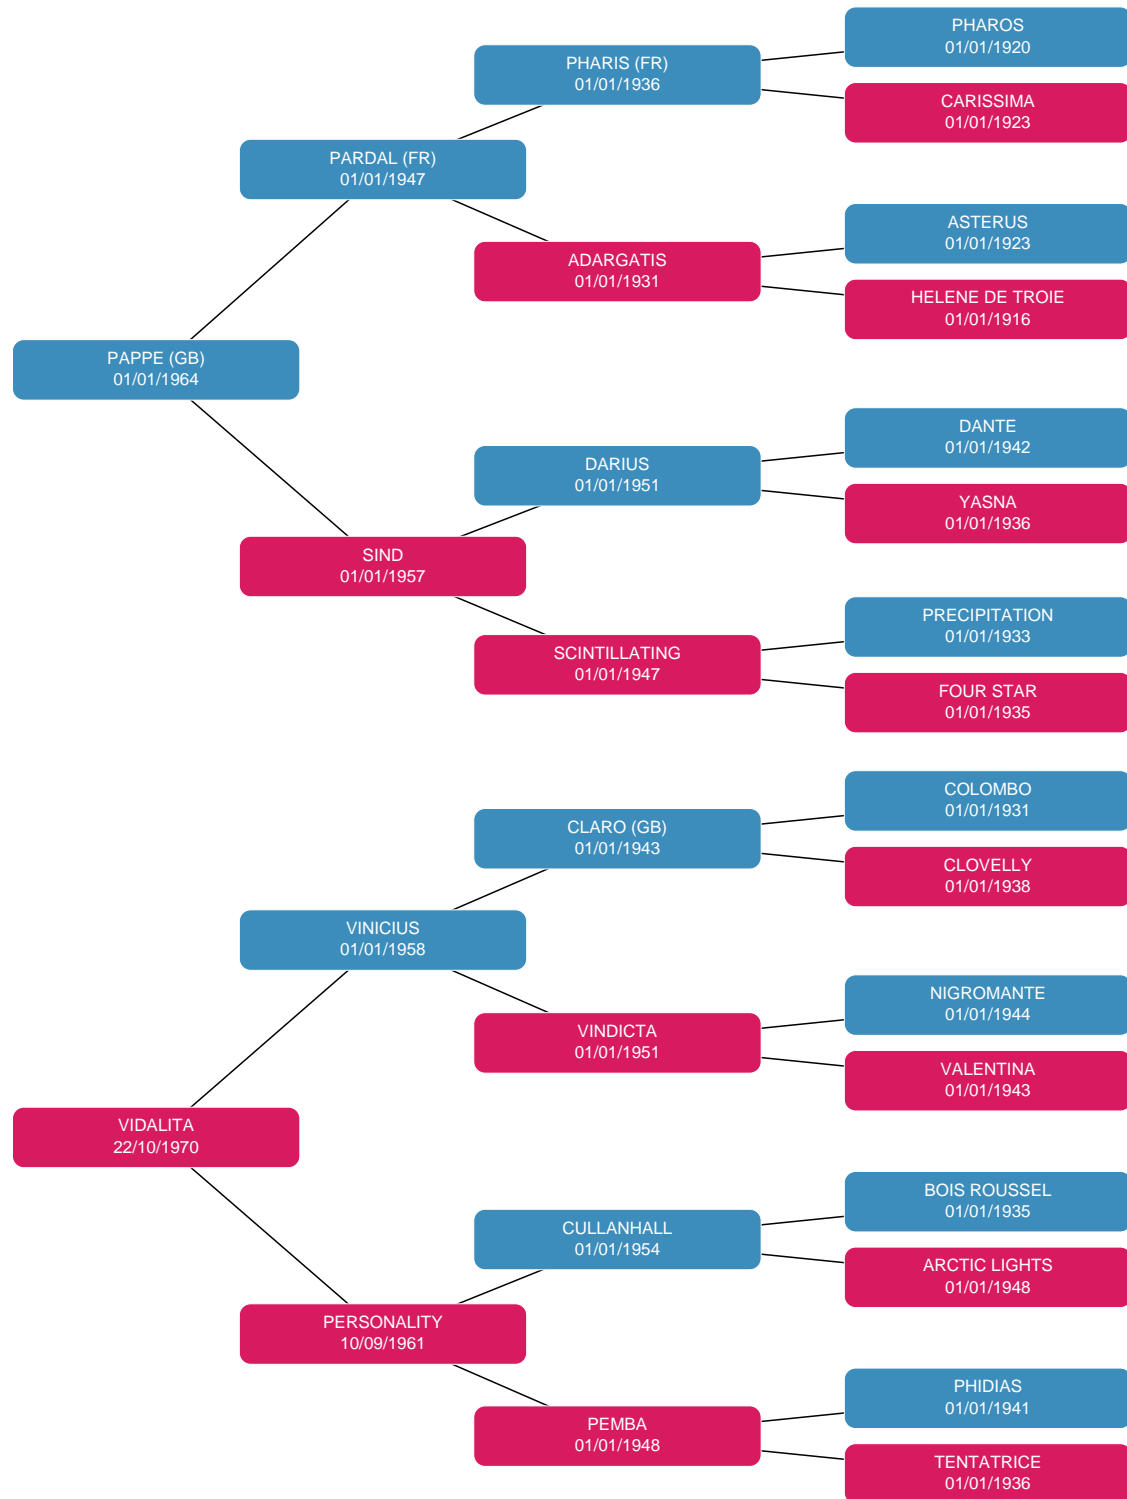 PHAROS
01/01/1920
PHARIS (FR)
01/01/1936
CARISSIMA
01/01/1923
PARDAL (FR)
01/01/1947
ASTERUS
01/01/1923
ADARGATIS
01/01/1931
HELENE DE TROIE
01/01/1916
PAPPE (GB)
01/01/1964
DANTE
01/01/1942
DARIUS
01/01/1951
YASNA
01/01/1936
SIND
01/01/1957
PRECIPITATION
01/01/1933
SCINTILLATING
01/01/1947
FOUR STAR
01/01/1935
COLOMBO
01/01/1931
CLARO (GB)
01/01/1943
CLOVELLY
01/01/1938
VINICIUS
01/01/1958
NIGROMANTE
01/01/1944
VINDICTA
01/01/1951
VALENTINA
01/01/1943
VIDALITA
22/10/1970
BOIS ROUSSEL
01/01/1935
CULLANHALL
01/01/1954
ARCTIC LIGHTS
01/01/1948
PERSONALITY
10/09/1961
PHIDIAS
01/01/1941
PEMBA
01/01/1948
TENTATRICE
01/01/1936